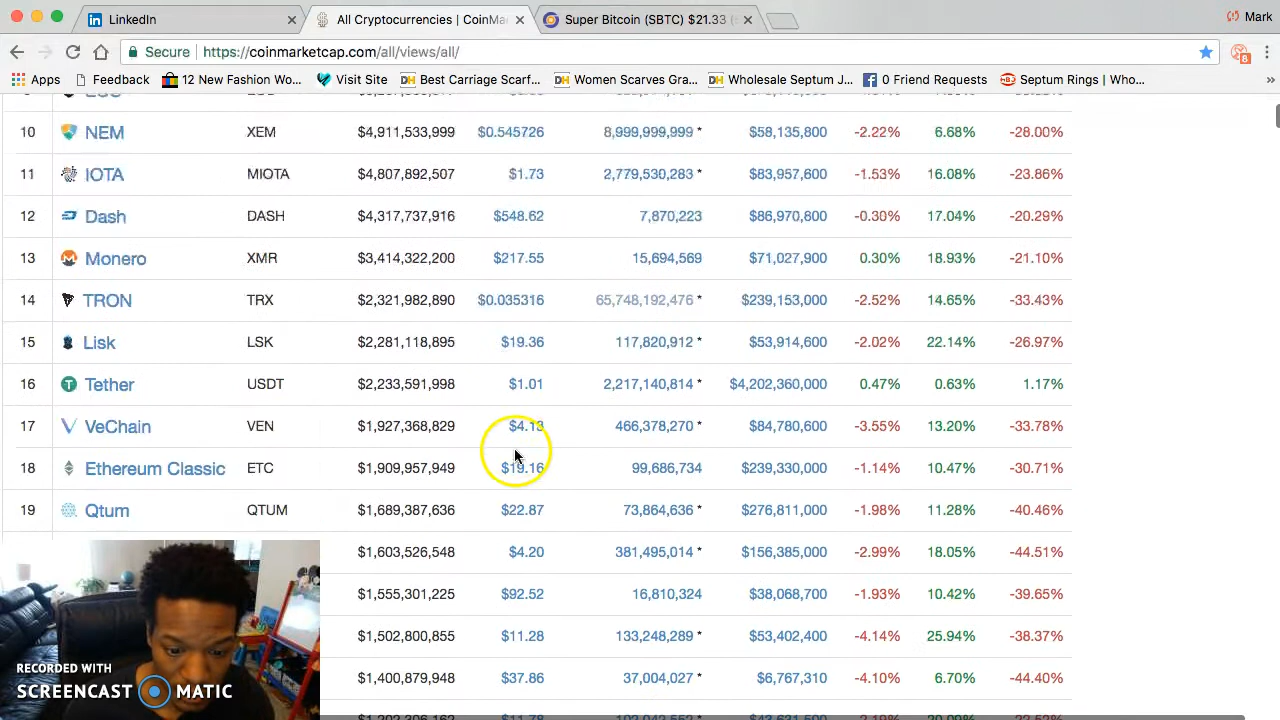 LinkedIn × All Cryptocurrencies | CoinMa × Super Bitcoin (SBTC) $21.33 ( × Mark
Secure https://coinmarketcap.com/all/views/all/ 8
Apps Feedback 12 New Fashion Wo... Visit Site Best Carriage Scarf... Women Scarves Gra... Wholesale Septum J... 0 Friend Requests Septum Rings | Who... »
10 NEM XEM $4,911,533,999 $0.545726 8,999,999,999 * $58,135,800 -2.22% 6.68% -28.00%
11 IOTA MIOTA $4,807,892,507 $1.73 2,779,530,283 * $83,957,600 -1.53% 16.08% -23.86%
12 Dash DASH $4,317,737,916 $548.62 7,870,223 $86,970,600 -0.30% 17.04% -20.29%
13 Monero XMR $3,414,322,200 $217.55 15,694,569 $71,027,900 0.30% 18.93% -21.10%
14 TRON TRX $2,321,982,890 $0.035316 65,748,192,476 * $239,153,000 -2.52% 14.65% -33.43%
15 Lisk LSK $2,281,118,895 $19.36 117,820,912 * $53,914,600 -2.02% 22.14% -26.97%
16 Tether USDT $2,233,591,998 $1.01 2,217,140,814 * $4,202,360,000 0.47% 0.63% 1.17%
17 VeChain VEN $1,927,368,829 $4.13 466,378,270 * $84,780,600 -3.55% 13.20% -33.78%
18 Ethereum Classic ETC $1,909,957,949 $19.16 99,686,734 $239,330,000 -1.14% 10.47% -30.71%
19 Qtum QTUM $1,689,387,636 $22.87 73,864,636 * $276,811,000 -1.98% 11.28% -40.46%
$1,603,526,548 $4.20 381,495,014 * $156,385,000 -2.99% 18.05% -44.51%
$1,555,301,225 $92.52 16,810,324 $38,068,700 -1.93% 10.42% -39.65%
$1,502,800,855 $11.28 133,248,289 * $53,402,400 -4.14% 25.94% -38.37%
$1,400,879,948 $37.86 37,004,027 * $6,767,310 -4.10% 6.70% -44.40%
RECORDED WITH
SCREENCAST MATIC